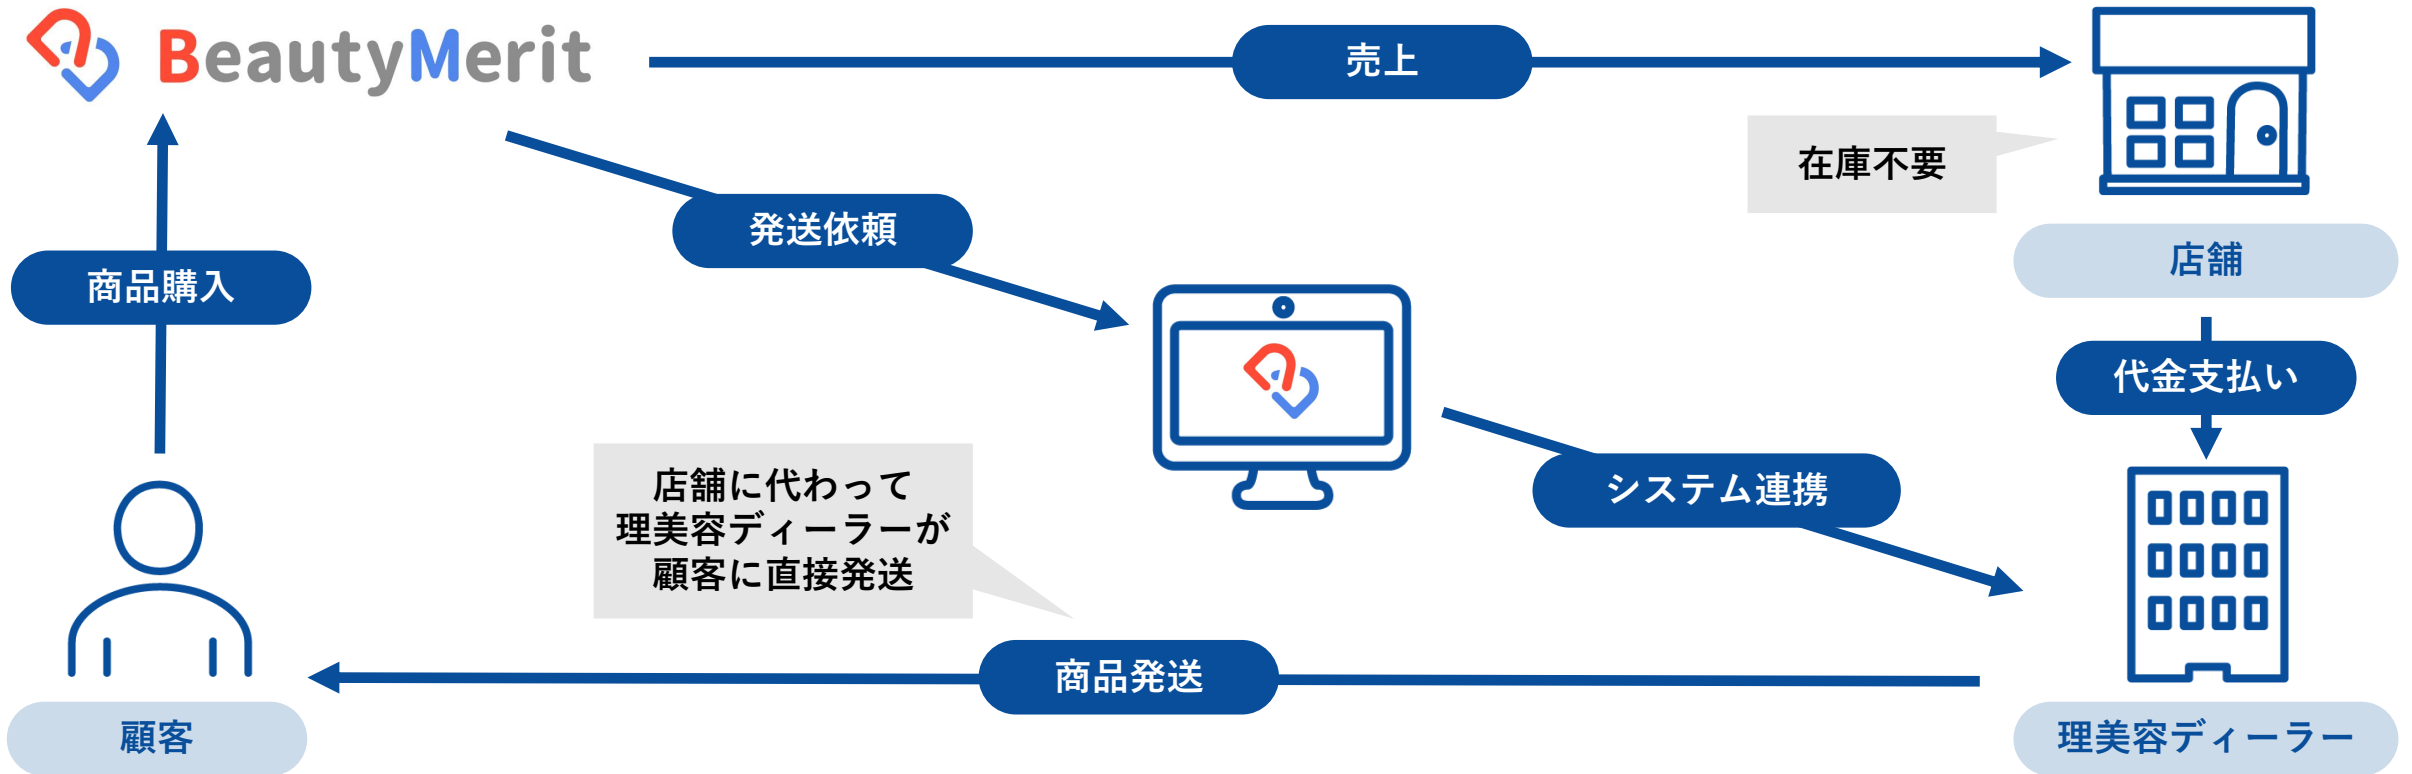 BeautyMerit
売上
在庫不要
発送依頼
店舗
商品購入
代金支払い
店舗に代わって
理美容ディーラーが
顧客に直接発送
システム連携
商品発送
顧客
理美容ディーラー